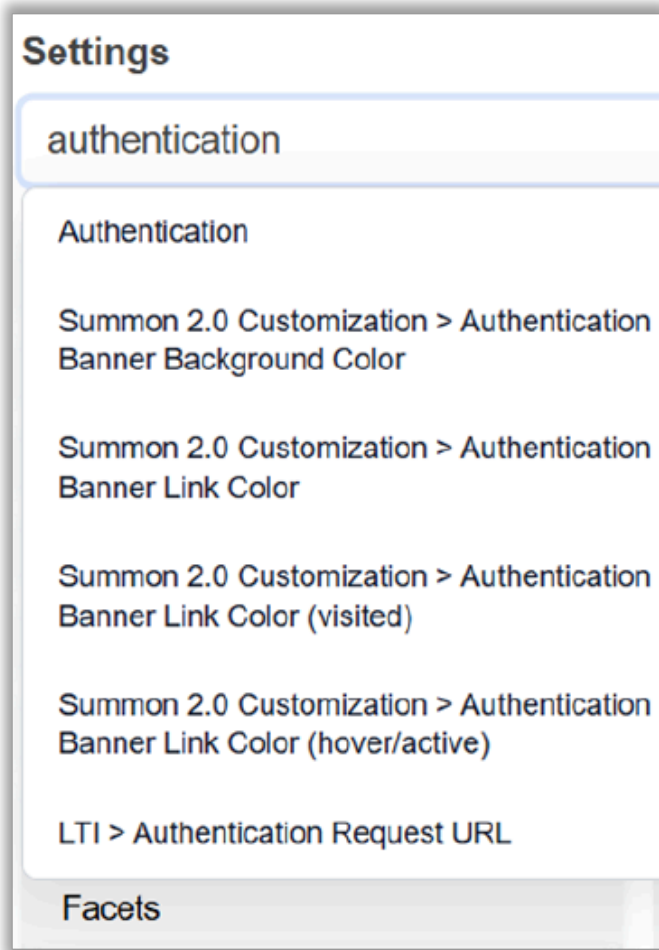 Settings
authentication
Authentication
Summon 2.0 Customization > Authentication
Banner Background Color
Summon 2.0 Customization > Authentication
Banner Link Color
Summon 2.0 Customization > Authentication
Banner Link Color (visited)
Summon 2.0 Customization > Authentication
Banner Link Color (hover/active)
LTI > Authentication Request URL
Facets